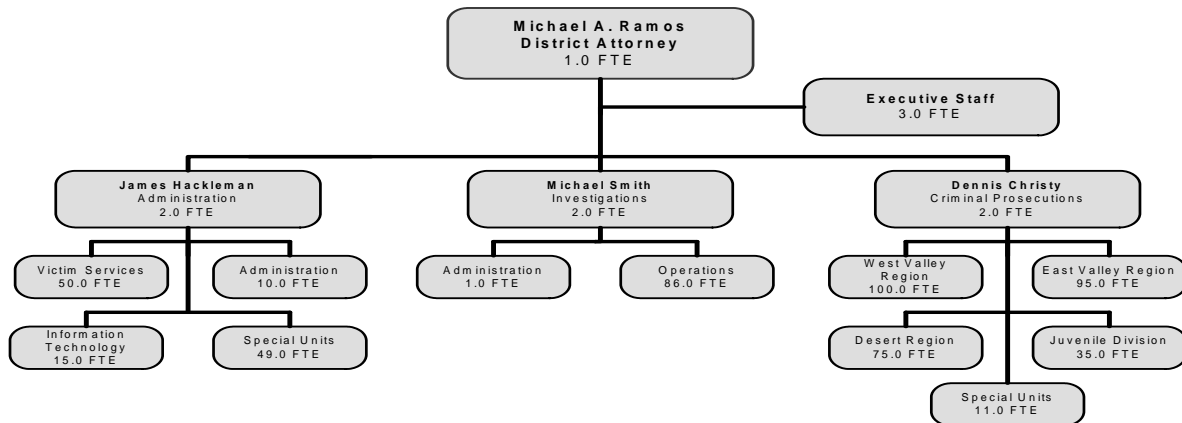 Michael A. Ramos
District Attorney
1.0 FTE
Executive Staff
3.0 FTE
James Hackleman
Administration
2.0 FTE
Michael Smith
Investigations
2.0 FTE
Dennis Christy
Criminal Prosecutions
2.0 FTE
Victim Services
50.0 FTE
Administration
10.0 FTE
Administration
1.0 FTE
Operations
86.0 FTE
West Valley
Region
100.0 FTE
East Valley Region
95.0 FTE
Information
Technology
15.0 FTE
Special Units
49.0 FTE
Desert Region
75.0 FTE
Juvenile Division
35.0 FTE
Special Units
11.0 FTE